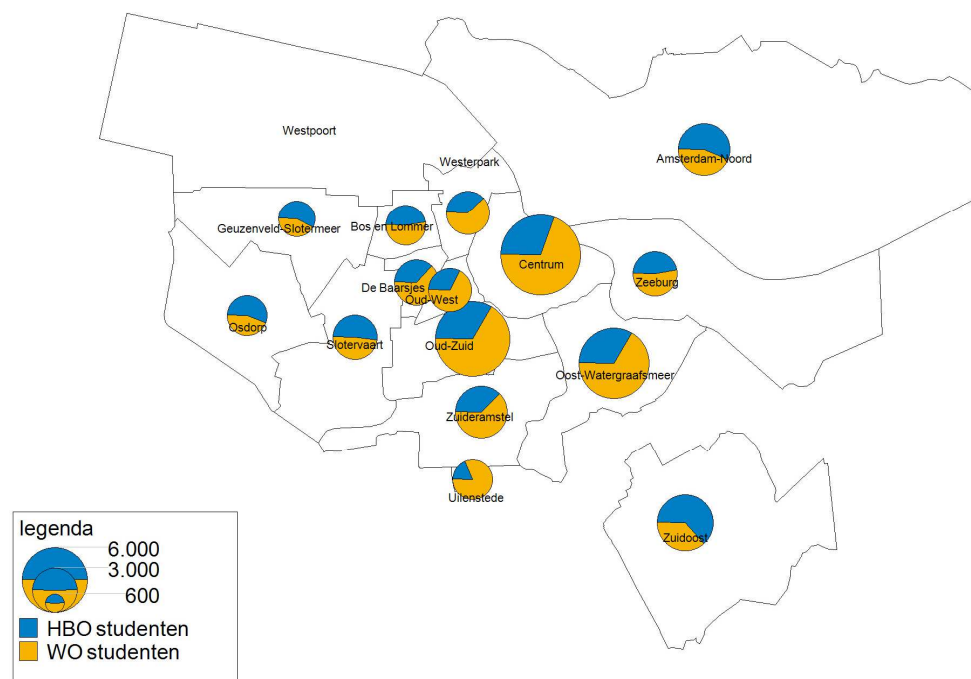 Westpoort
Amsterdam-Noord
Westerpark
Geuzenveld-Slotermeer
Bos en Lommer
Centrum
Zeeburg
De Baarsjes
Oud-West
Osdorp
Slotervaart
Oud-Zuid
Oost-Watergraafsmeer
Zuideramstel
Uilenstede
Zuidoost
legenda
6.000
3.000
600
HBO studenten
WO studenten